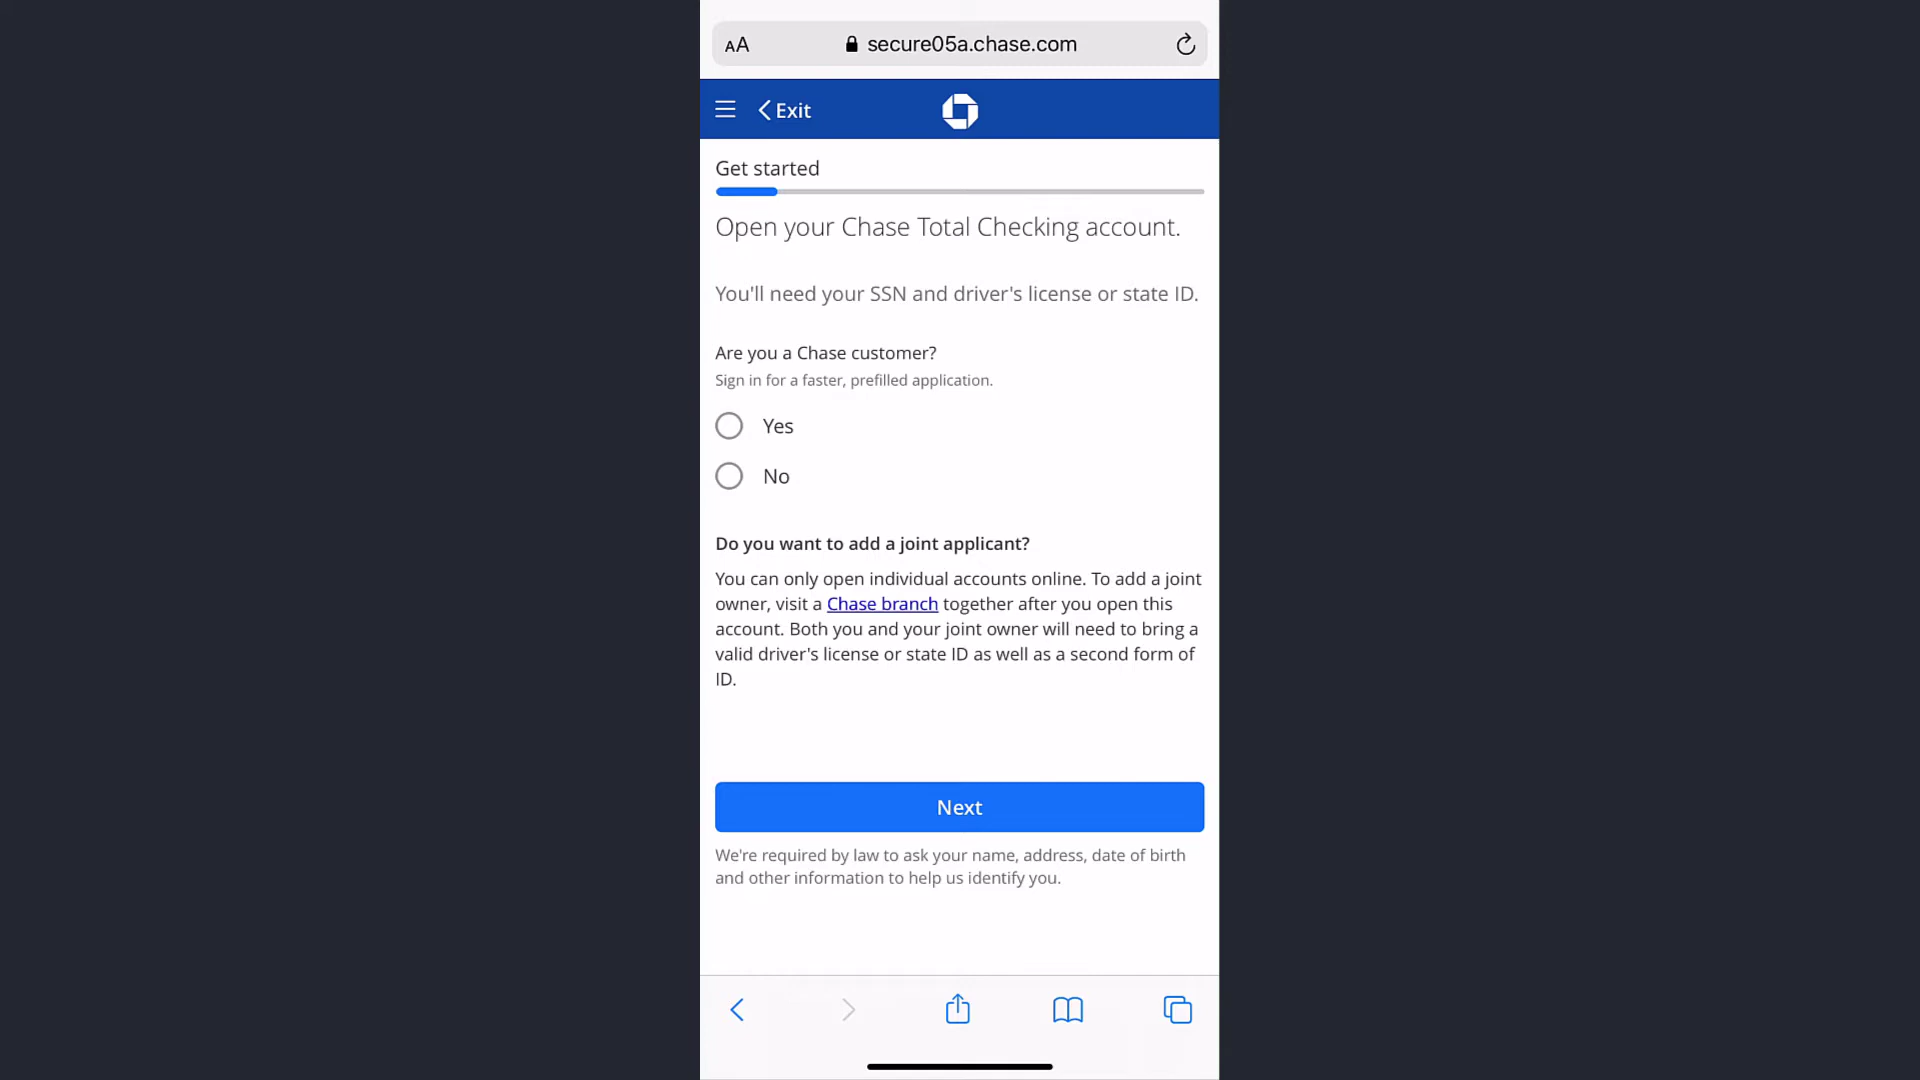 AA secure05a.chase.com
Exit
Get started
Open your Chase Total Checking account.
You'll need your SSN and driver's license or state ID.
Are you a Chase customer?
Sign in for a faster, prefilled application.
Yes
No
Do you want to add a joint applicant?
You can only open individual accounts online. To add a joint
owner, visit a Chase branch together after you open this
account. Both you and your joint owner will need to bring a
valid driver's license or state ID as well as a second form of
ID.
Next
We're required by law to ask your name, address, date of birth
and other information to help us identify you.